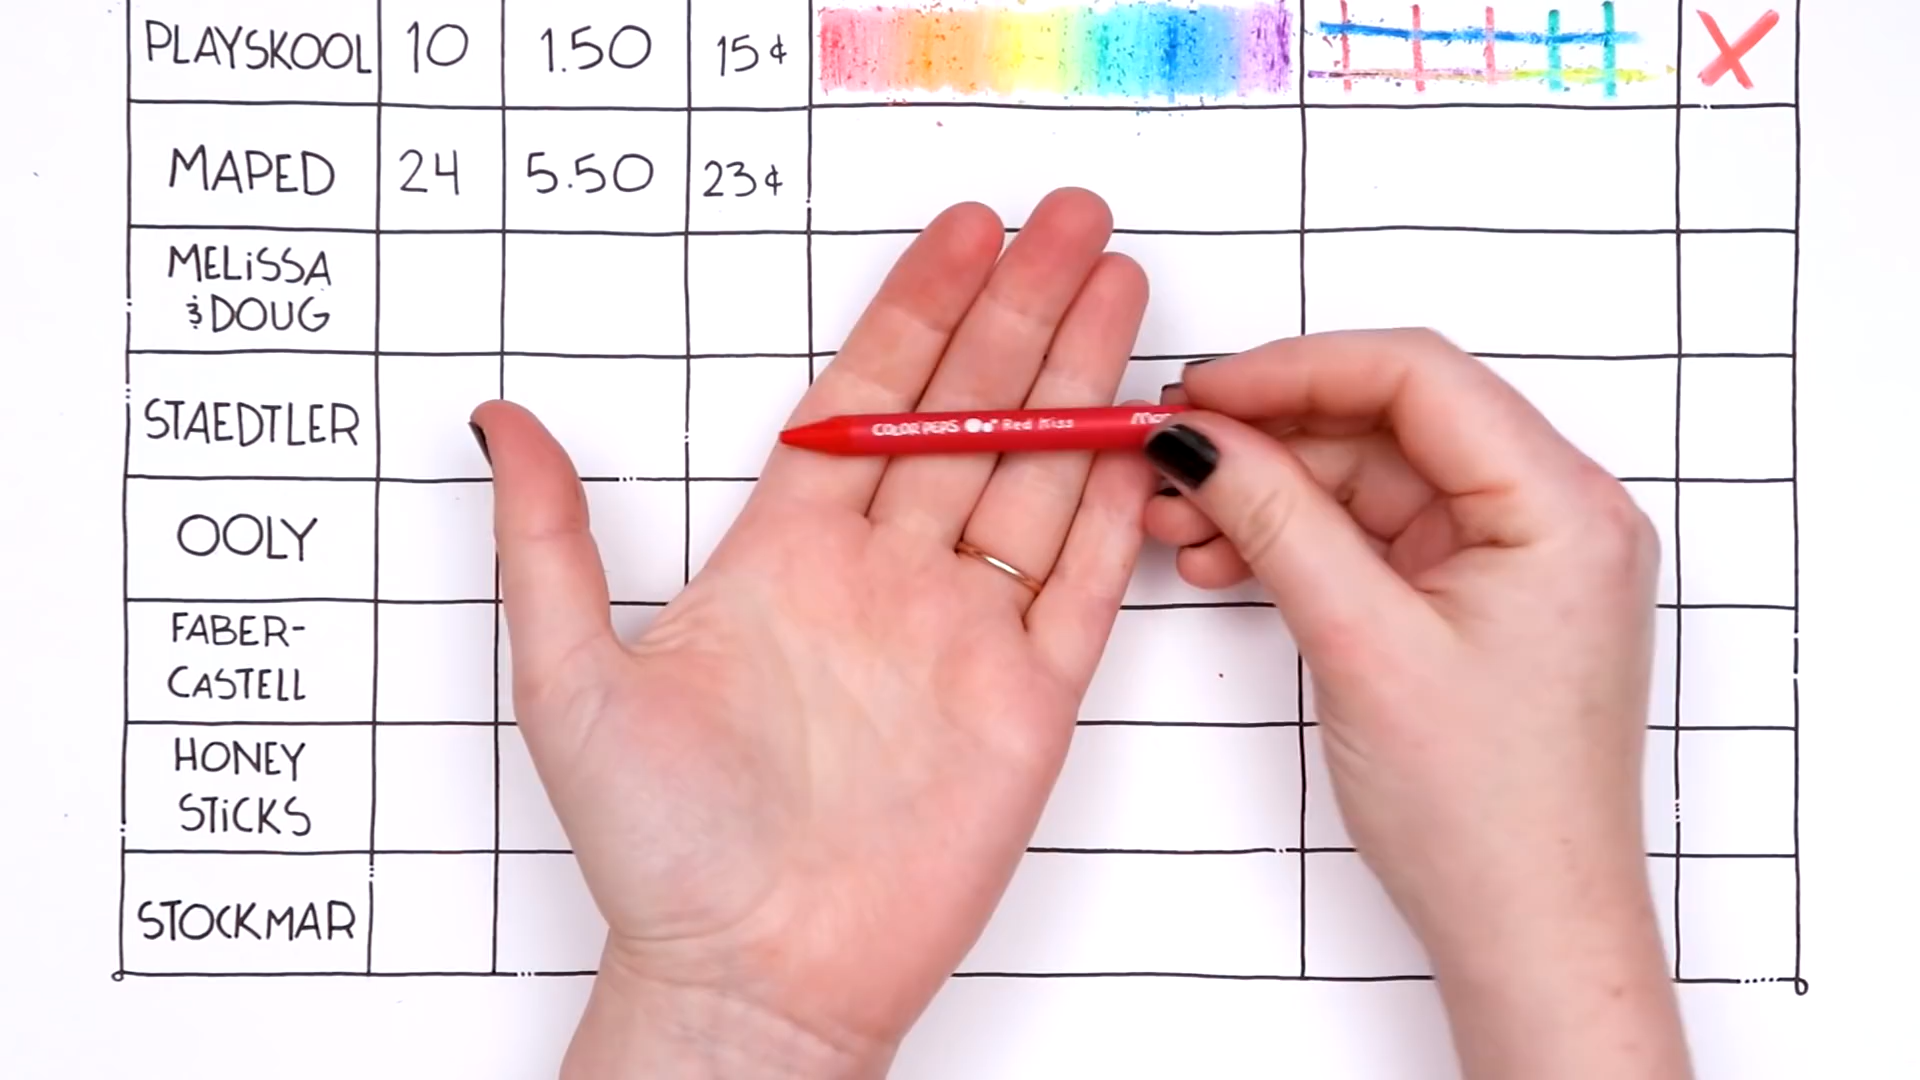 PLAYSKOOL 10 1.50 15¢
MAPED 24 5.50 23¢
MELiSSA
&DOUG
STAEDTLER
COLOR'PEPS Red Kiss
OOLY
FABER-
CASTELL
HONEY
STiCKS
STOCKMAR